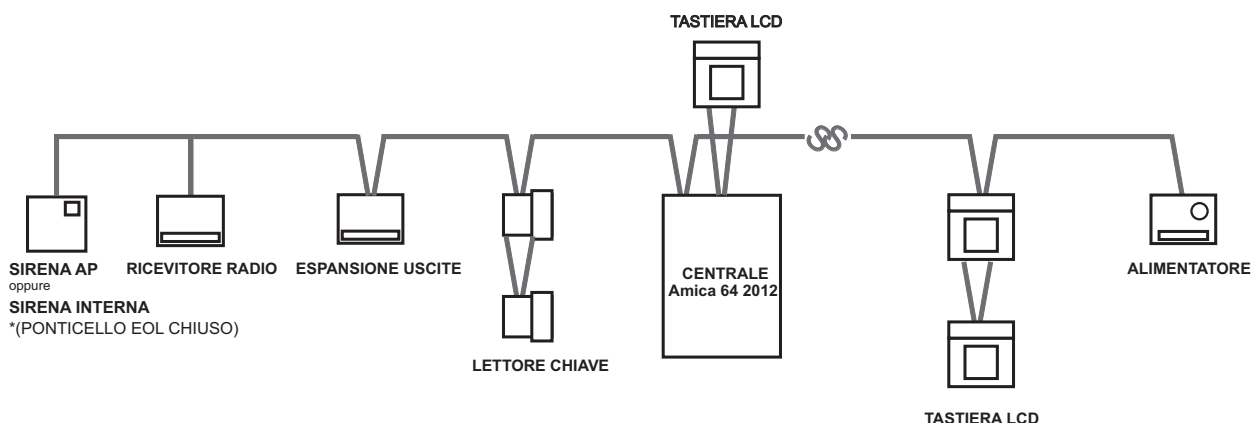 TASTIERA LCD
SIRENA AP
oppure
SIRENA INTERNA
*(PONTICELLO EOL CHIUSO)
RICEVITORE RADIO
ESPANSIONE USCITE
LETTORE CHIAVE
CENTRALE
Amica 64 2012
ALIMENTATORE
TASTIERA LCD